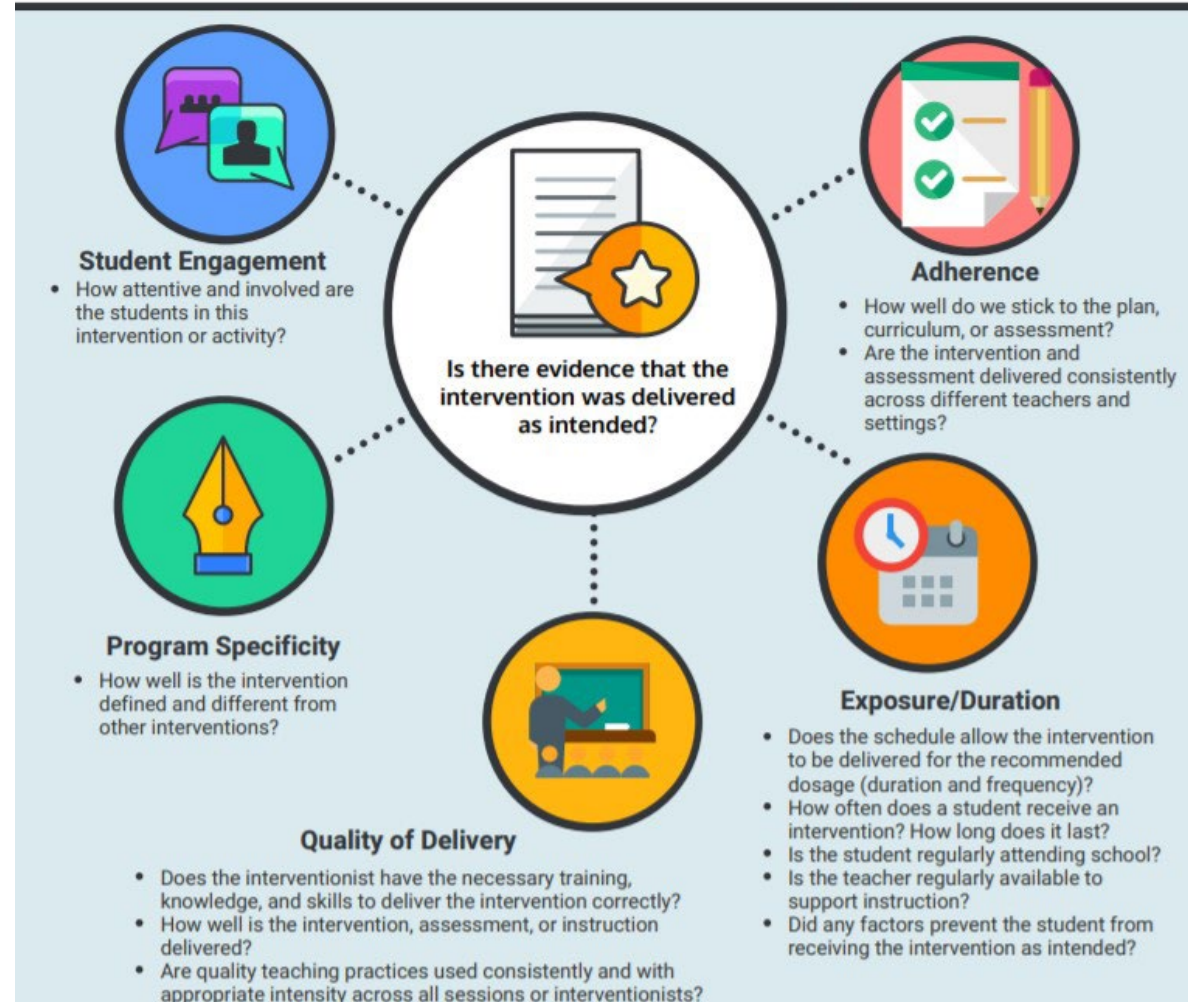 Is there evidence that the
intervention was delivered
as intended?
Student Engagement
• How attentive and involved are
the students in this
intervention or activity?
Adherence
• How well do we stick to the plan,
curriculum, or assessment?
• Are the intervention and
assessment delivered consistently
across different teachers and
settings?
Program Specificity
• How well is the intervention
defined and different from
other interventions?
Exposure/Duration
• Does the schedule allow the intervention
to be delivered for the recommended
dosage (duration and frequency)?
• How often does a student receive an
intervention? How long does it last?
• Is the student regularly attending school?
• Is the teacher regularly available to
support instruction?
• Did any factors prevent the student from
receiving the intervention as intended?
Quality of Delivery
• Does the interventionist have the necessary training,
knowledge, and skills to deliver the intervention correctly?
• How well is the intervention, assessment, or instruction
delivered?
• Are quality teaching practices used consistently and with
appropriate intensity across all sessions or interventionists?